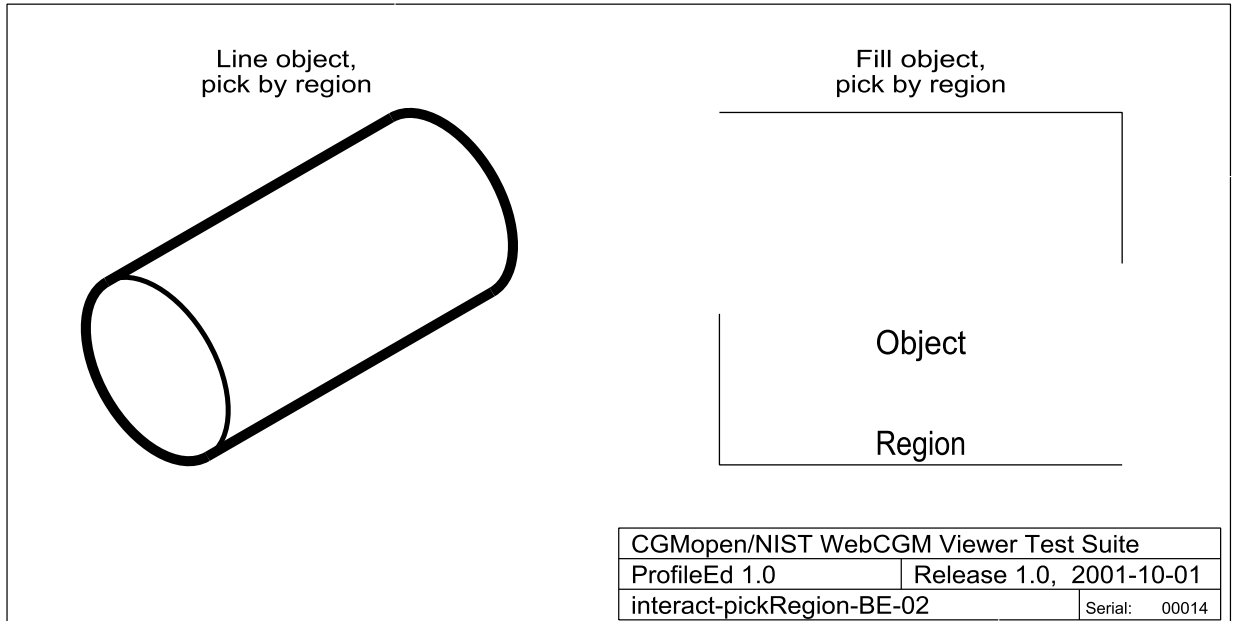 Line object,
pick by region
Fill object,
pick by region
Object
Region
CGMopen/NIST WebCGM Viewer Test Suite
ProfileEd 1.0
Release 1.0, 2001-10-01
interact-pickRegion-BE-02
Serial: 00014